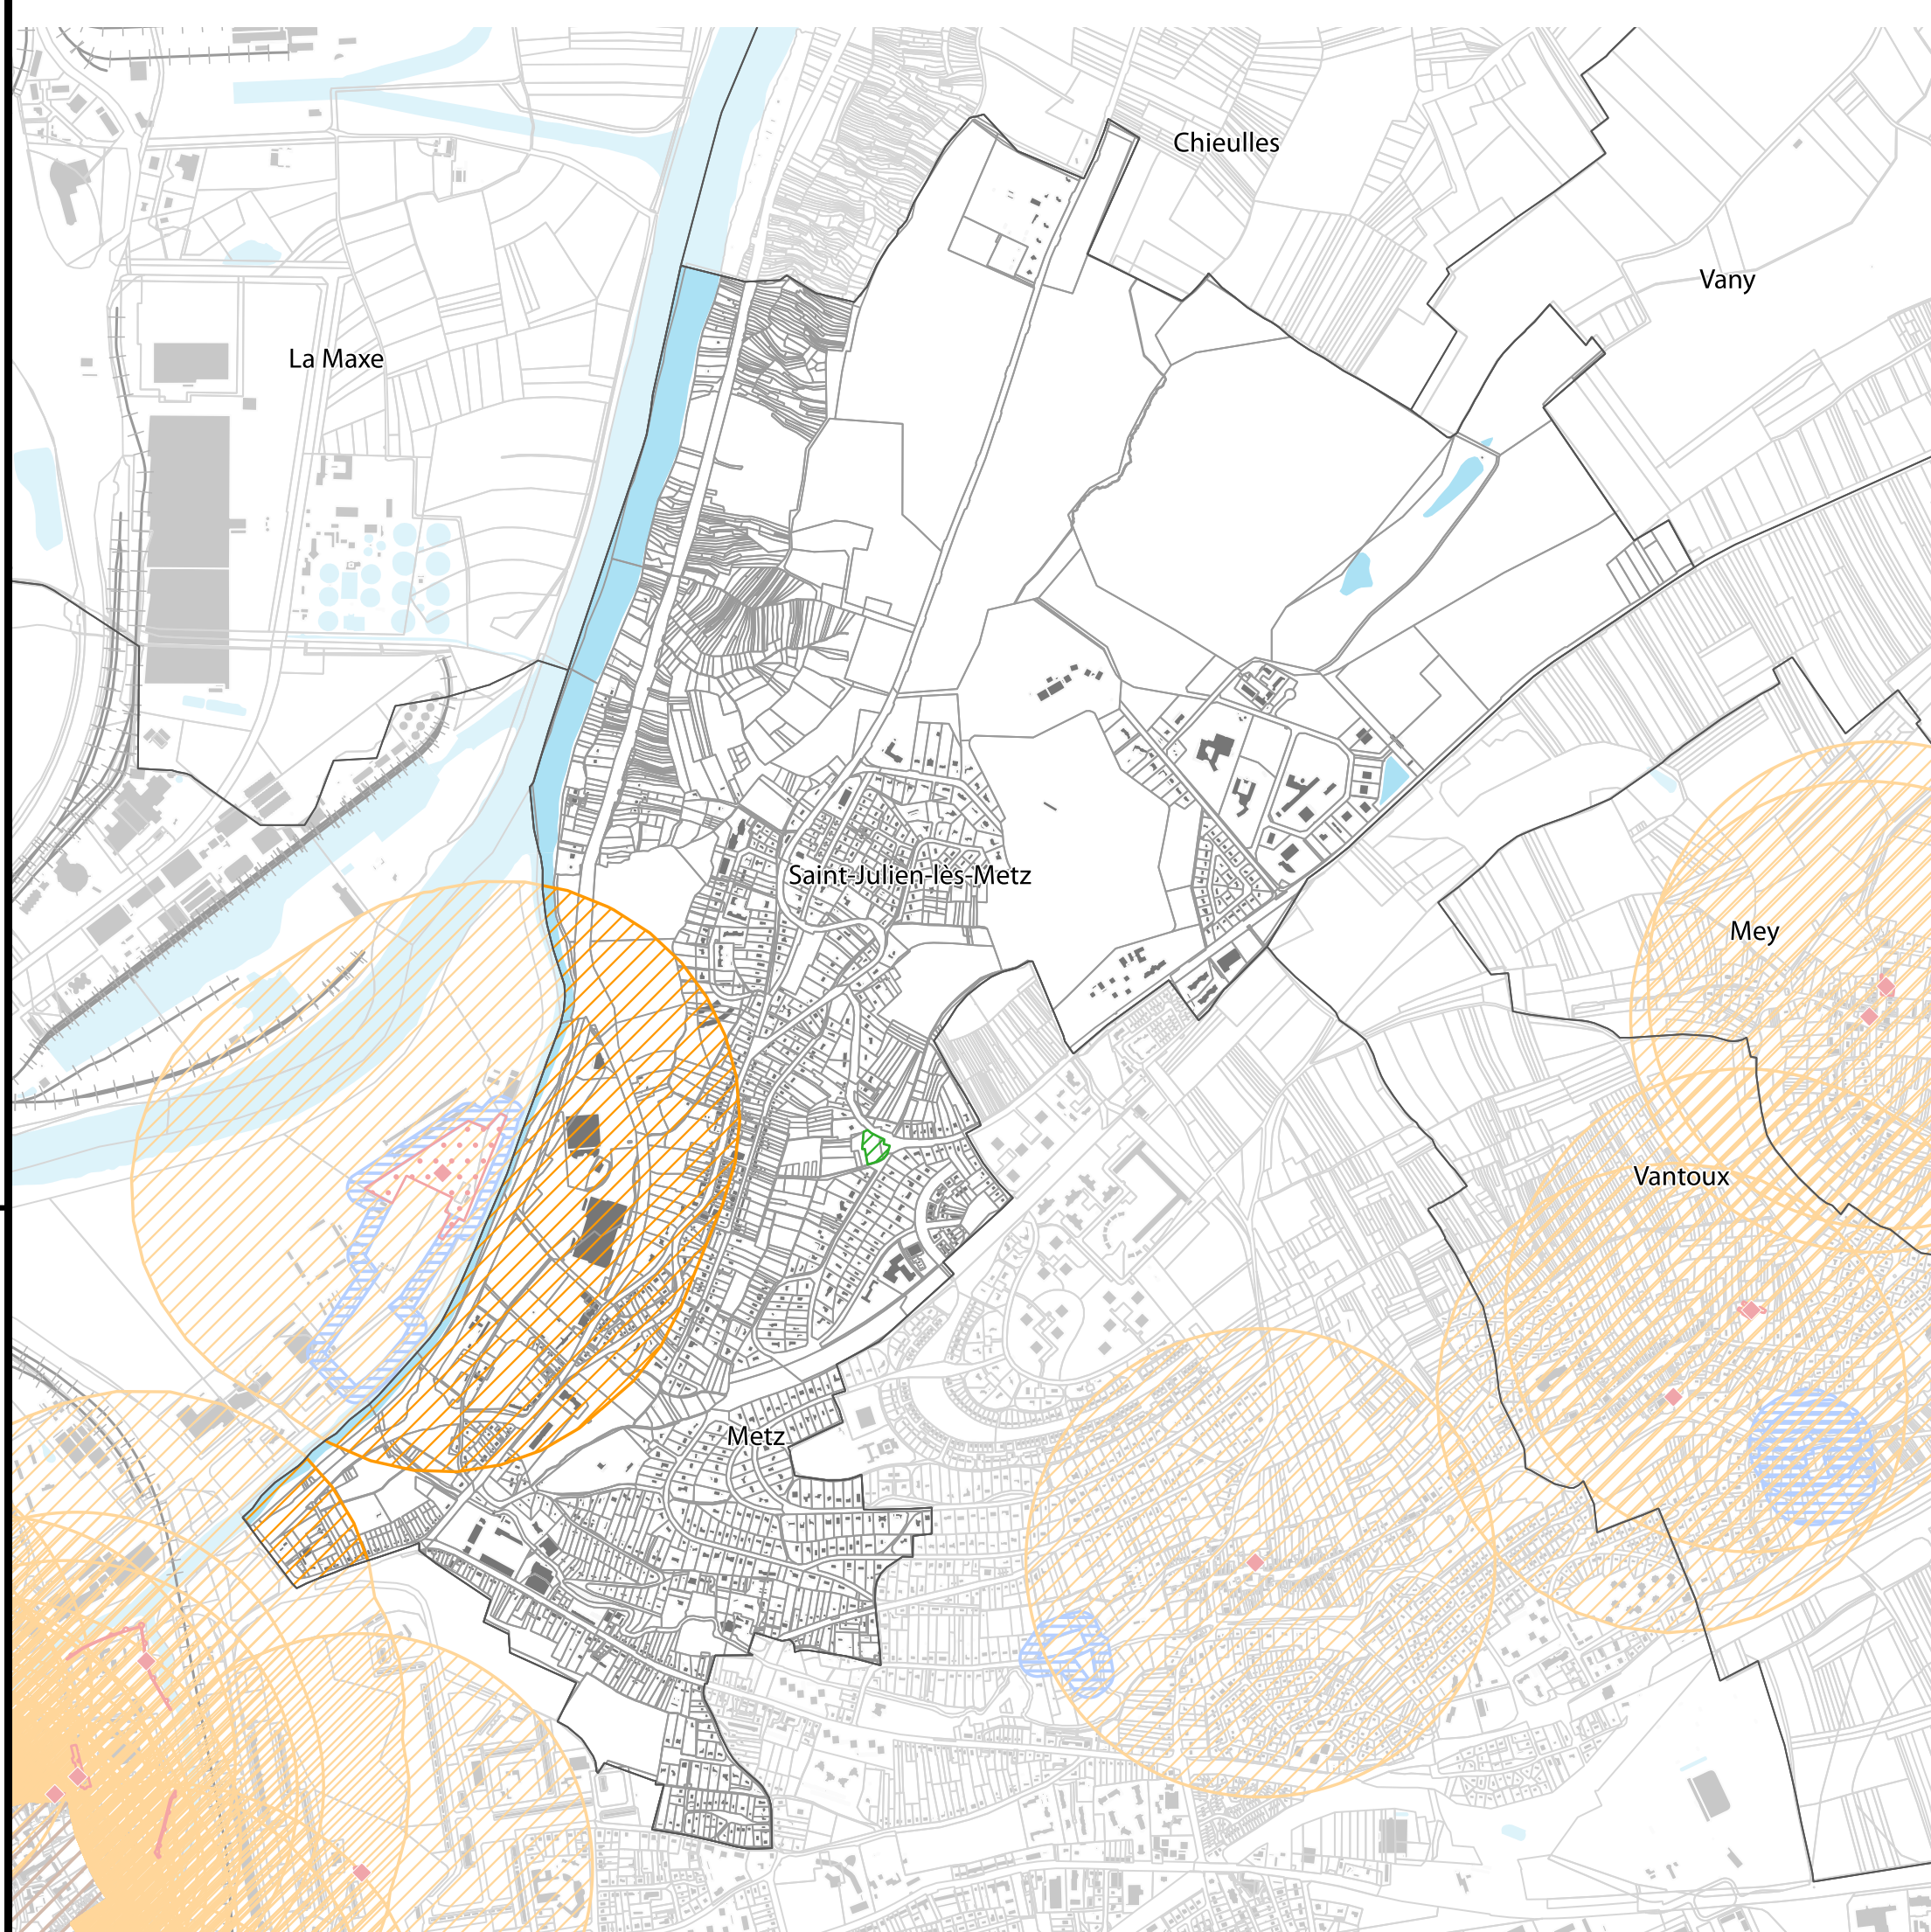 Chieulles
Vany
La Maxe
Saint-Julien-lès-Metz
Mey
Vantoux
Metz